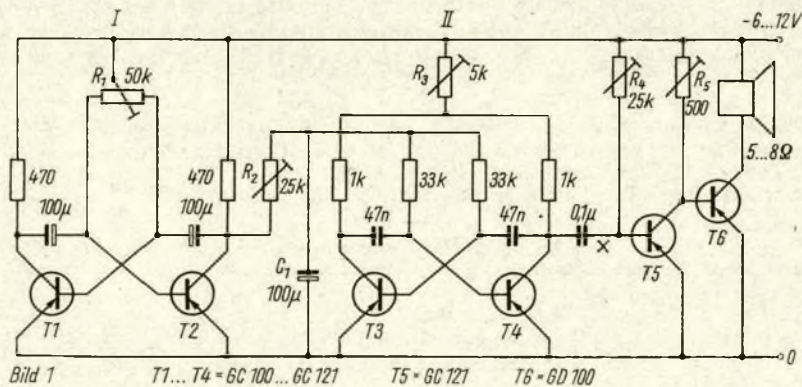 I
II
-6...12V
R1 50k
R3 5k
R4 25k
R5 500
5...8Ω
470
100μ
470
100μ
R2 25k
C1 100μ
1k
33k
33k
1k
47n
47n
0,1μ
x
T1
T2
T3
T4
T5
T6
0
Bild 1 T1... T4 = GC 100 ... GC 121 T5 = GC 121 T6 = GD 100